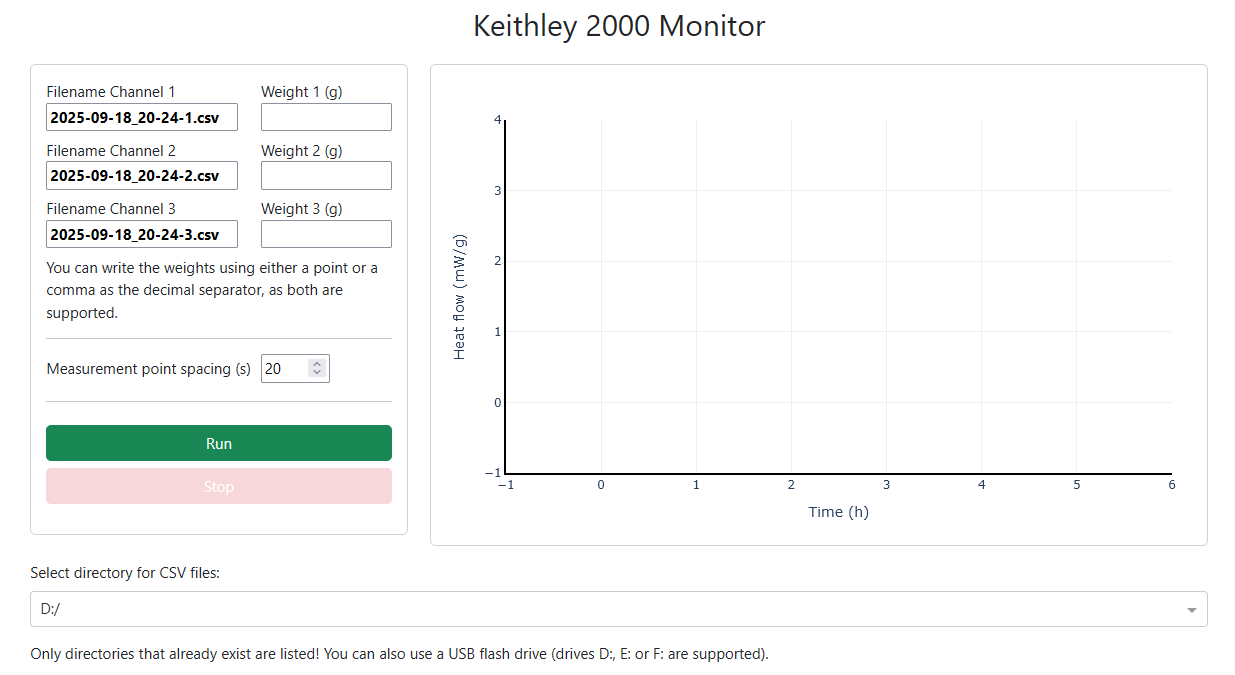 Keithley 2000 Monitor
Filename Channel 1
Weight 1 (g)
2025-09-18_20-24-1.csv
Filename Channel 2
Weight 2 (g)
2025-09-18_20-24-2.csv
Filename Channel 3
Weight 3 (g)
2025-09-18_20-24-3.csv
You can write the weights using either a point or a
comma as the decimal separator, as both are
supported.
Measurement point spacing (s)
20
Run
Stop
Heat flow (mW/g)
4
3
2
1
0
−1
−1 0 1 2 3 4 5 6
Time (h)
Select directory for CSV files:
D:/
Only directories that already exist are listed! You can also use a USB flash drive (drives D:, E: or F: are supported).